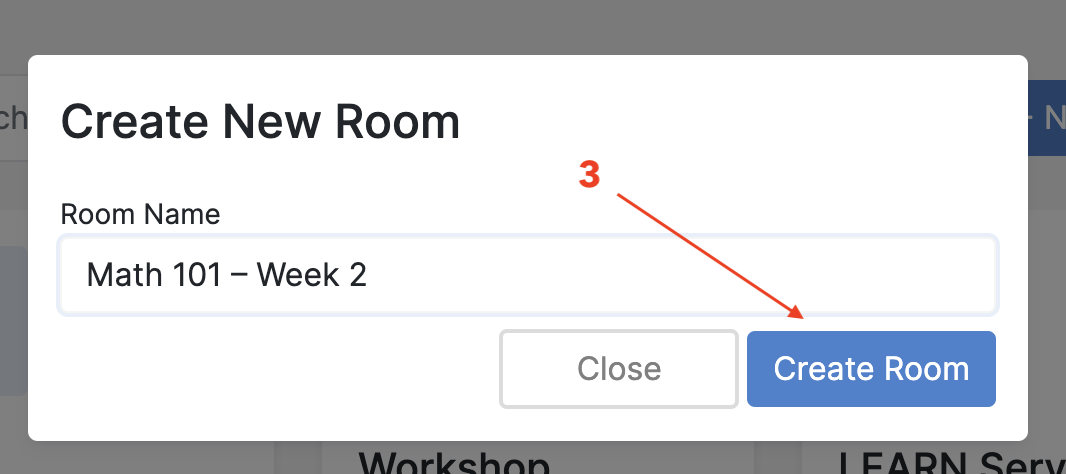 ch
N
Create New Room
3
Room Name
Math 101 – Week 2
Close
Create Room
Workshop
LEARN Serv